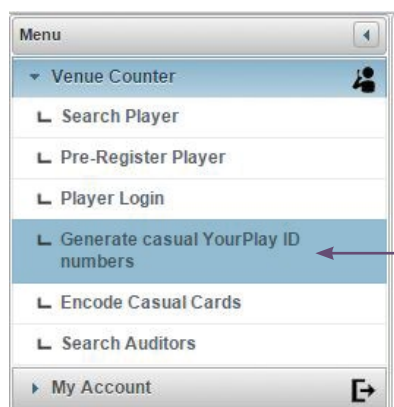 Menu
Venue Counter
Search Player
Pre-Register Player
Player Login
Generate casual YourPlay ID
numbers
Encode Casual Cards
Search Auditors
My Account